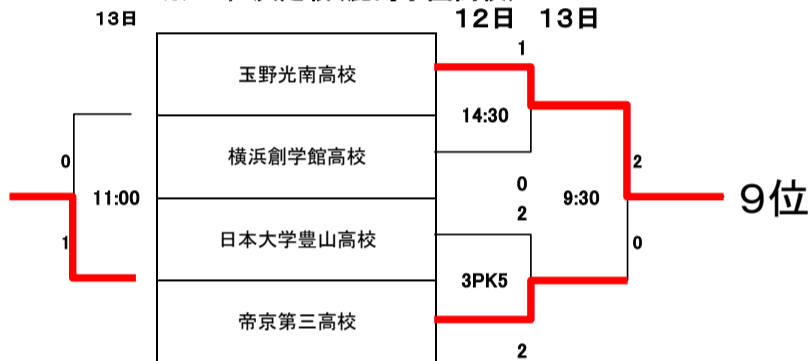 13日
12日 13日
1
玉野光南高校
14:30
0
横浜創学館高校
2
11:00
0
9:30
9位
2
1
日本大学豊山高校
0
3PK5
帝京第三高校
2